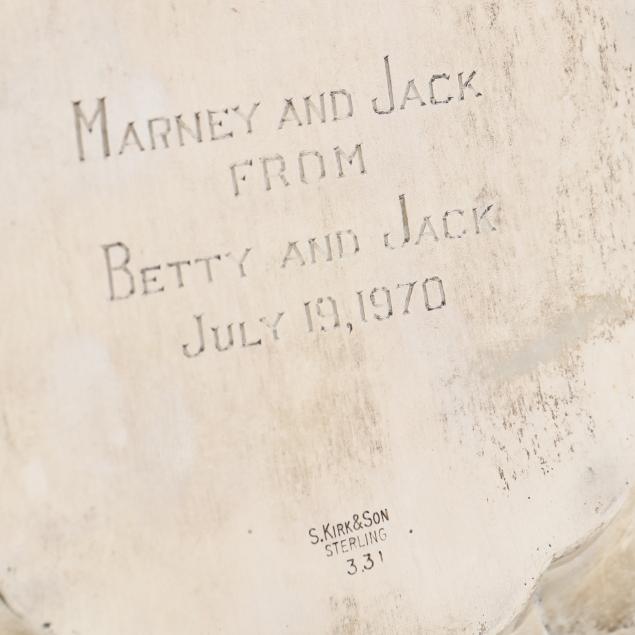 MARNEY AND JACK
FROM
BETTY AND JACK
JULY 19, 1970
S. KIRK & SON
STERLING
3.31